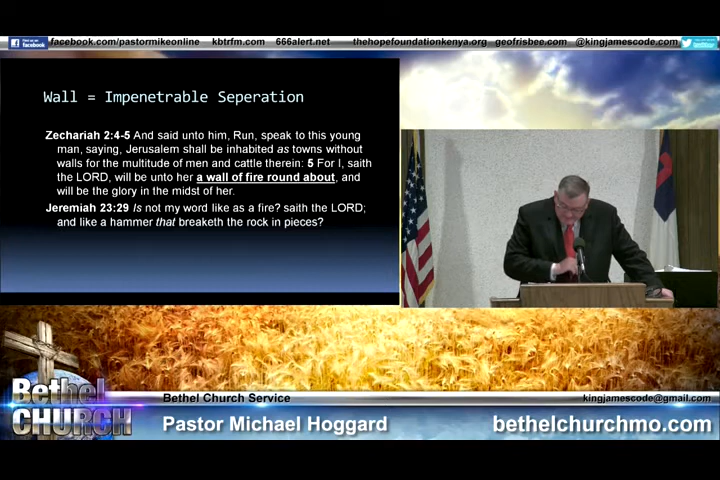 facebook.com/pastormikeonline kbtrfm.com 666alert.net thehopefoundationkenya.org geofrisbee.com @kingjamescode.com
facebook
twitter
Wall = Impenetrable Seperation
Zechariah 2:4-5 And said unto him, Run, speak to this young
man, saying, Jerusalem shall be inhabited as towns without
walls for the multitude of men and cattle therein: 5 For I, saith
the LORD, will be unto her a wall of fire round about, and
will be the glory in the midst of her.
Jeremiah 23:29 Is not my word like as a fire? saith the LORD;
and like a hammer that breaketh the rock in pieces?
Bethel
CHURCH
Bethel Church Service
kingjamescode@gmail.com
Pastor Michael Hoggard
bethelchurchmo.com